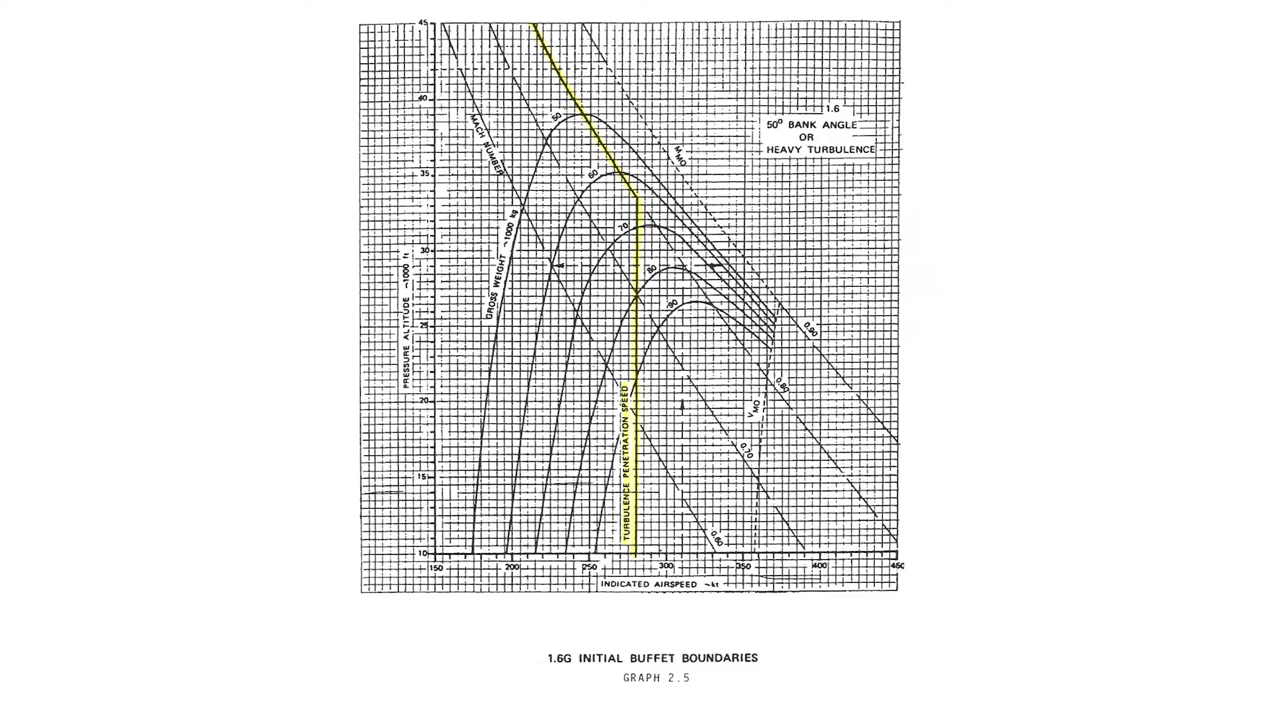 45
40
35
30
25
20
15
10
150
200
250
300
350
400
450
PRESSURE ALTITUDE ~1000 ft
INDICATED AIRSPEED ~kt
MACH NUMBER
GROSS WEIGHT ~1000 kg
50
60
70
80
90
MMO
1.6
50° BANK ANGLE
OR
HEAVY TURBULENCE
TURBULENCE PENETRATION SPEED
VMO
0.90
0.80
0.70
0.60
1.6G INITIAL BUFFET BOUNDARIES
GRAPH 2.5